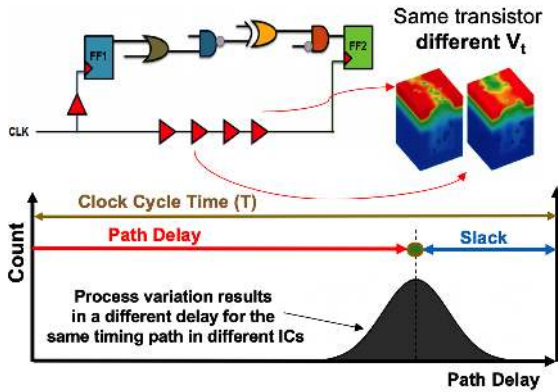 Same transistor
different Vt
FF1
FF2
CLK
Clock Cycle Time (T)
Path Delay
Slack
Count
Process variation results
in a different delay for the
same timing path in different ICs
Path Delay